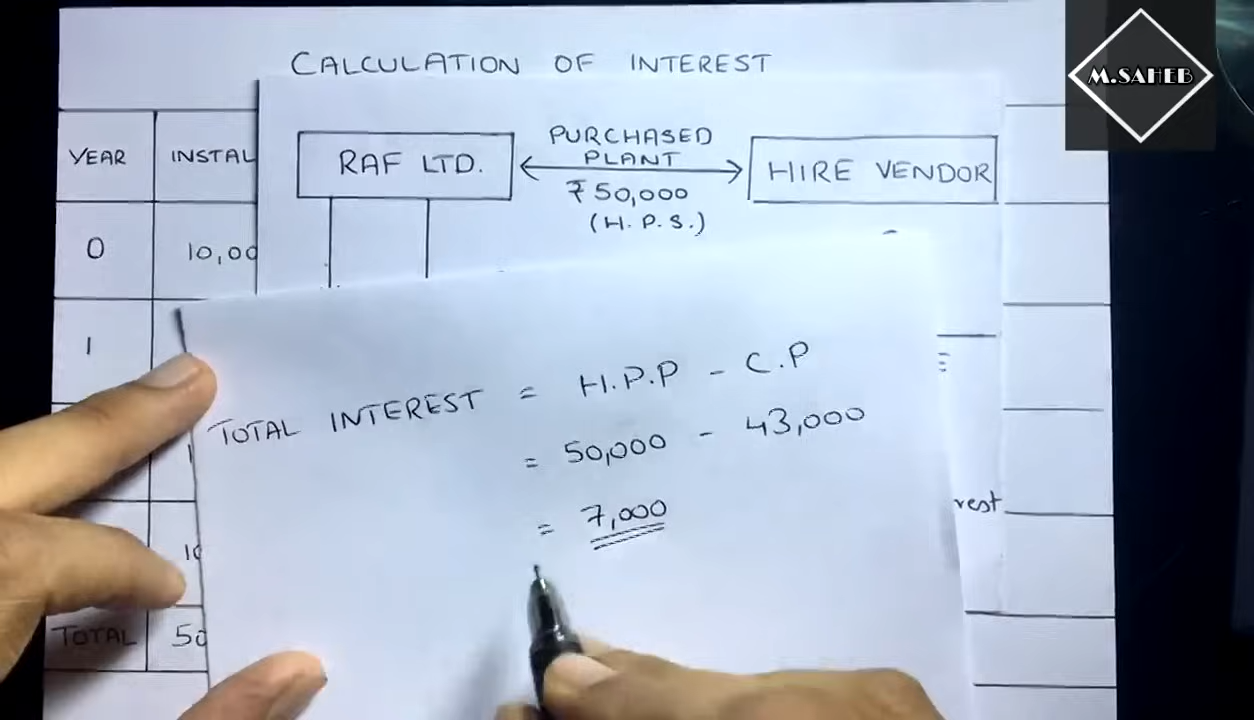 M.SAHEB
CALCULATION OF INTEREST
YEAR INSTAL
RAF LTD.
PURCHASED
PLANT
₹50,000
(H.P.S.)
HIRE VENDOR
0 10,00
1
TOTAL INTEREST = H.P.P - C.P
= 50,000 - 43,000
= 7,000
rest
10
TOTAL 50